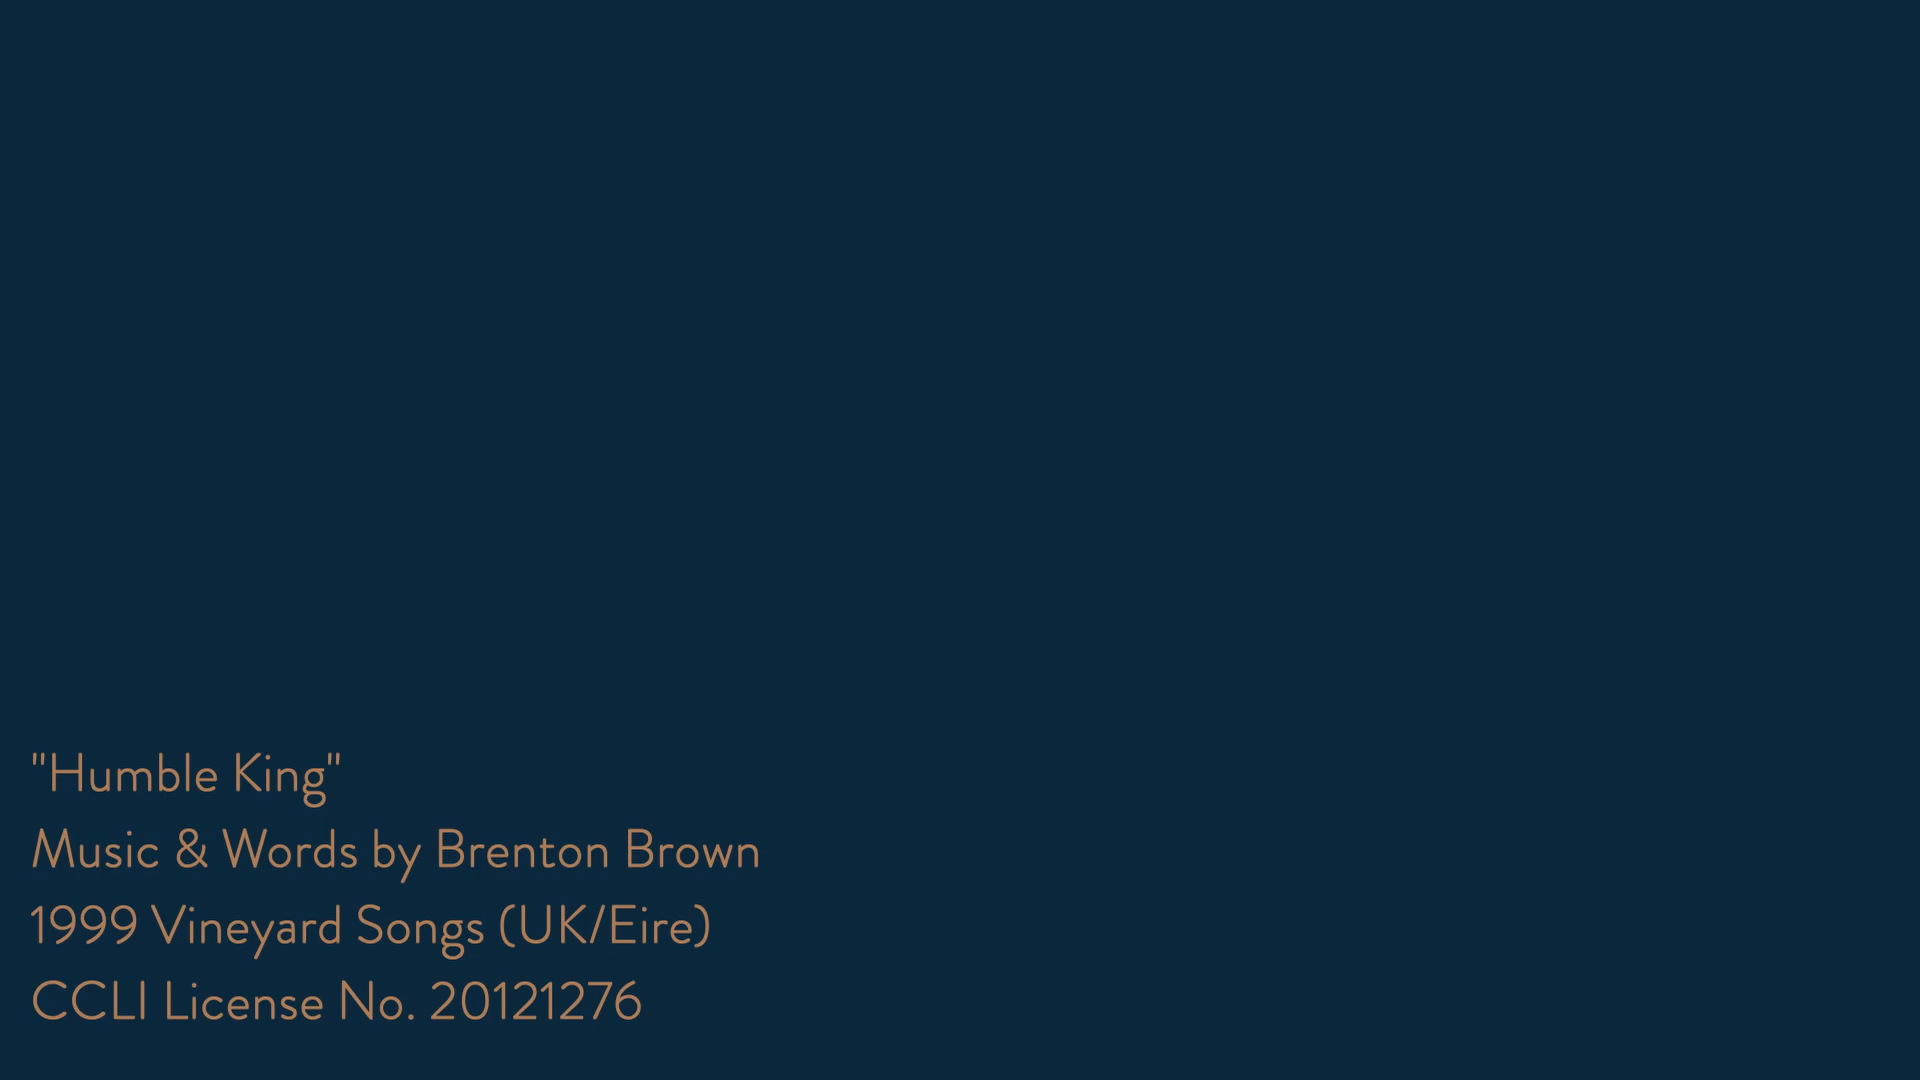 "Humble King"
Music & Words by Brenton Brown
1999 Vineyard Songs (UK/Eire)
CCLI License No. 20121276